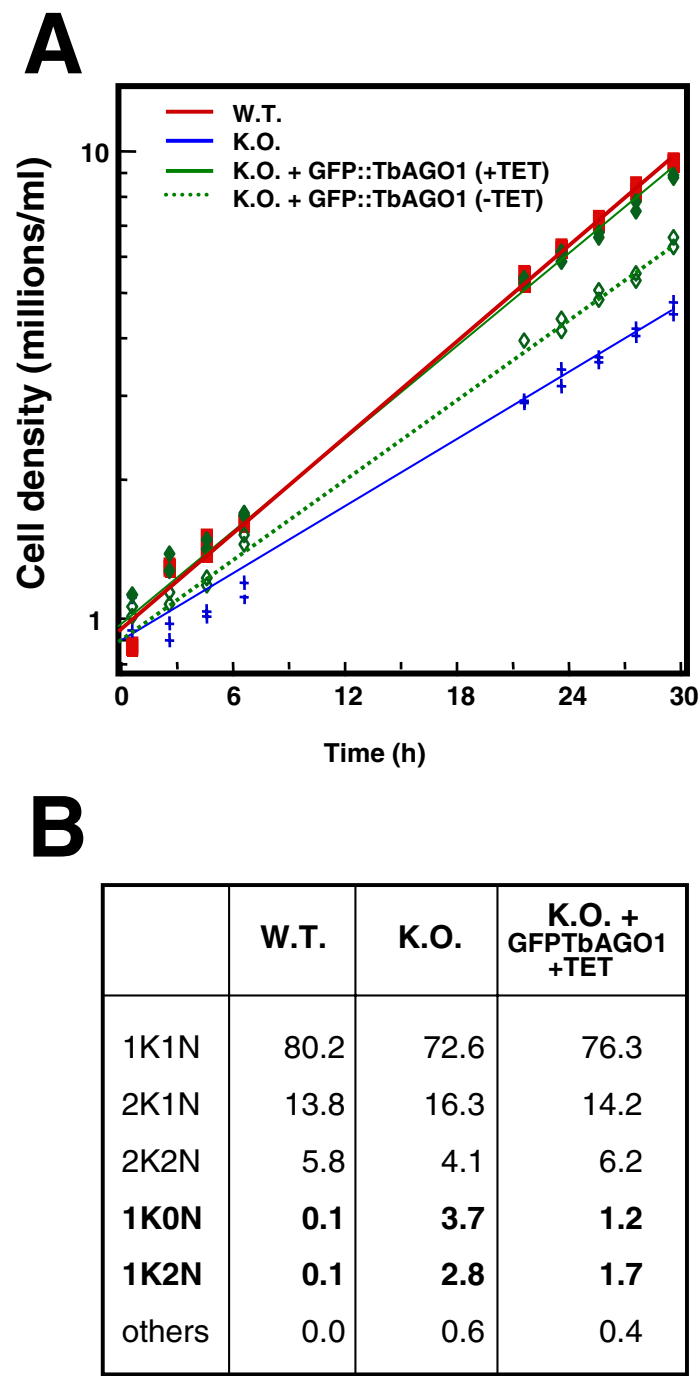 A
W.T.
K.O.
K.O. + GFP::TbAGO1 (+TET)
K.O. + GFP::TbAGO1 (-TET)
Cell density (millions/ml)
10
1
0 6 12 18 24 30
Time (h)
B
W.T. K.O. K.O. +
GFPTbAGO1
+TET
1K1N 80.2 72.6 76.3
2K1N 13.8 16.3 14.2
2K2N 5.8 4.1 6.2
1K0N 0.1 3.7 1.2
1K2N 0.1 2.8 1.7
others 0.0 0.6 0.4